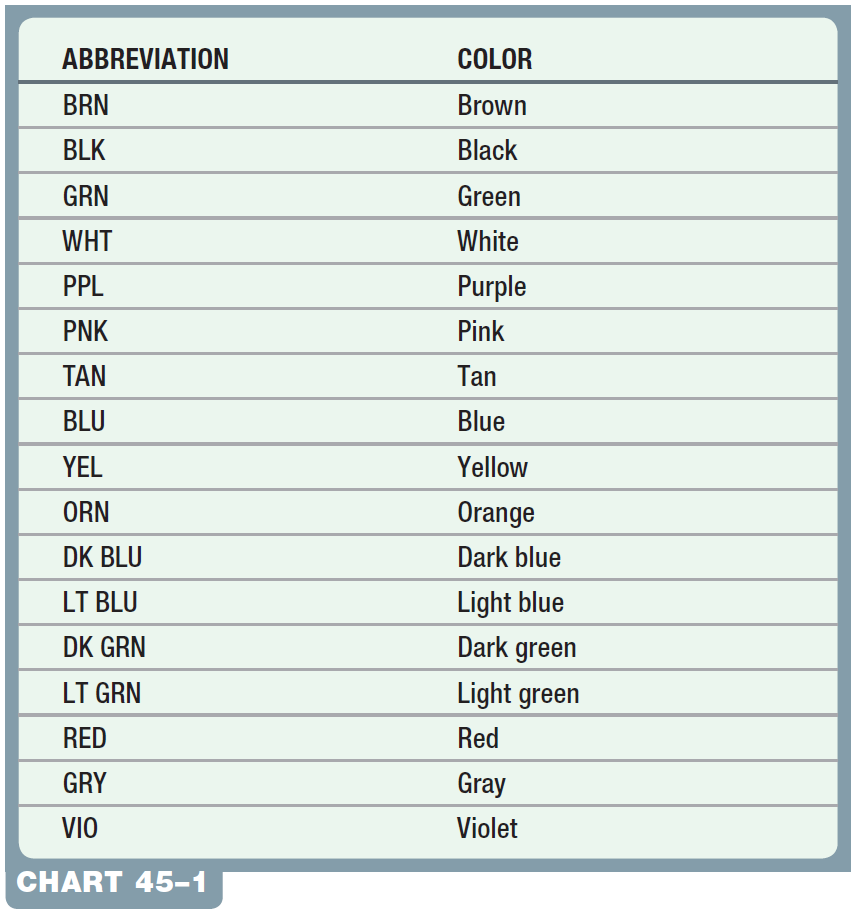 ABBREVIATION COLOR
BRN Brown
BLK Black
GRN Green
WHT White
PPL Purple
PNK Pink
TAN Tan
BLU Blue
YEL Yellow
ORN Orange
DK BLU Dark blue
LT BLU Light blue
DK GRN Dark green
LT GRN Light green
RED Red
GRY Gray
VIO Violet
CHART 45–1